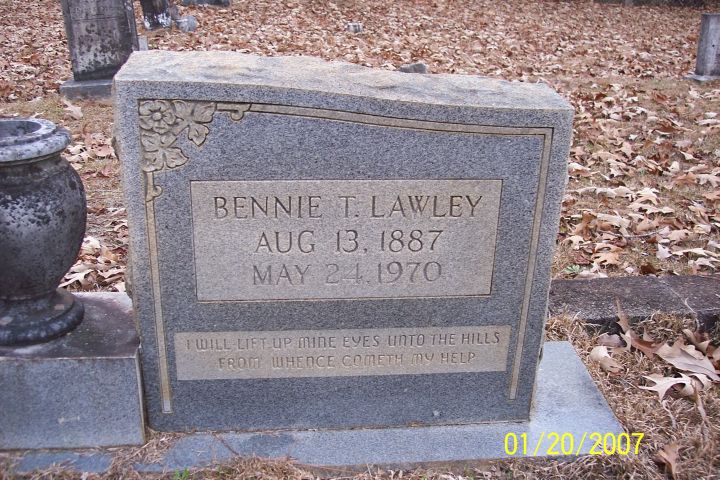 BENNIE T. LAWLEY
AUG 13, 1887
MAY 24, 1970
I WILL LIFT UP MINE EYES UNTO THE HILLS
FROM WHENCE COMETH MY HELP
01/20/2007